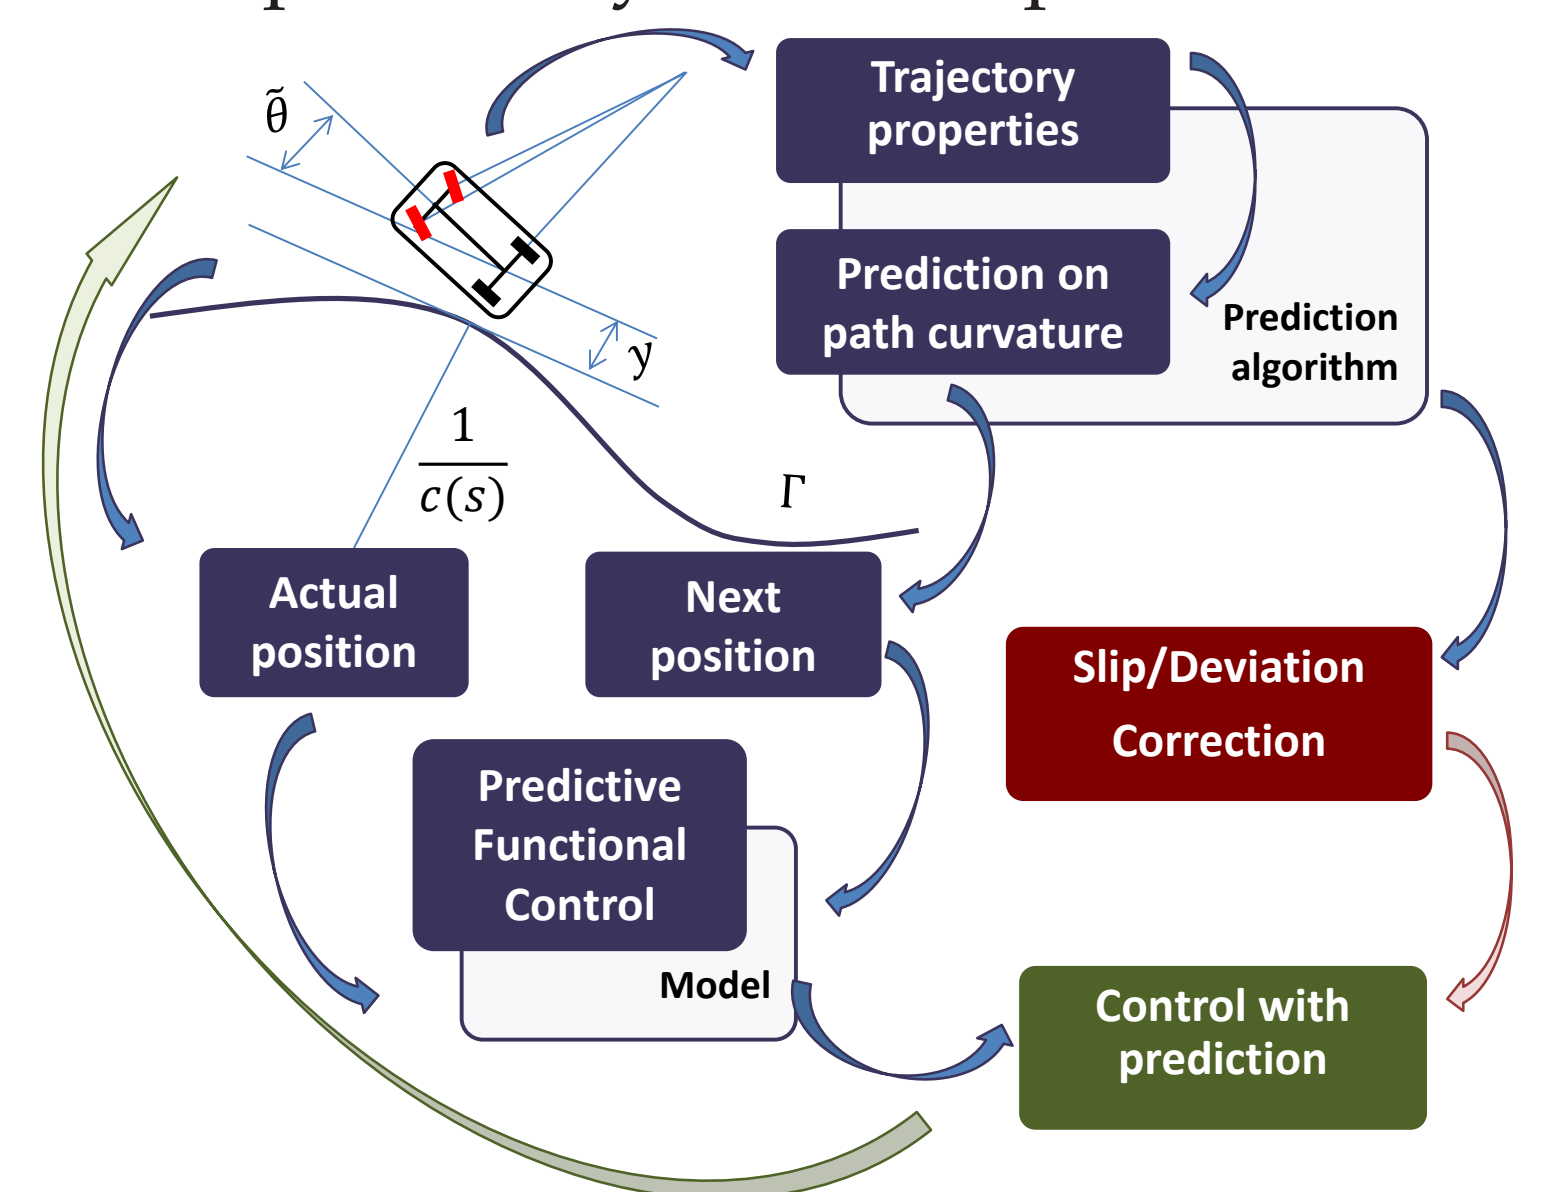 Trajectory
properties
θ̃
Prediction on
path curvature
Prediction
algorithm
y
1
c(s)
Γ
Actual
position
Next
position
Slip/Deviation
Correction
Predictive
Functional
Control
Model
Control with
prediction